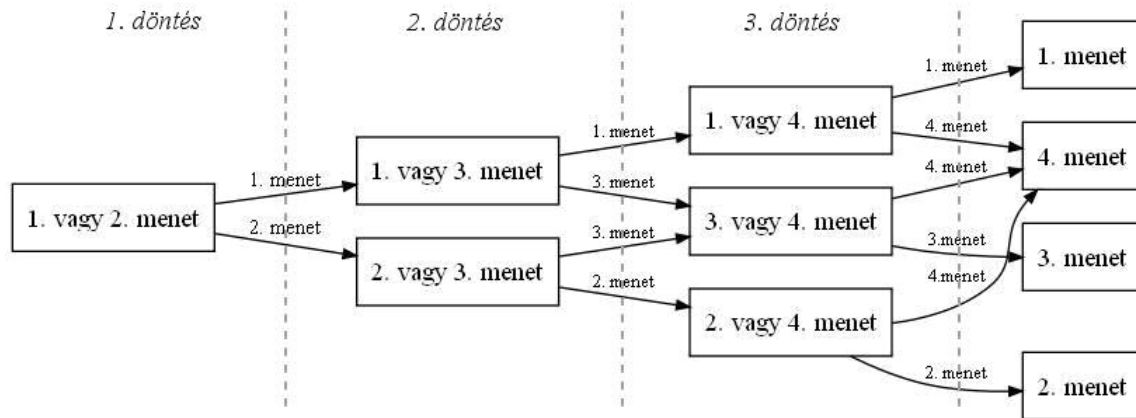 1. döntés
2. döntés
3. döntés
1. menet
1. menet
1. vagy 4. menet
1. menet
4. menet
1. vagy 3. menet
4. menet
4. menet
1. menet
3. menet
1. vagy 2. menet
3. vagy 4. menet
2. menet
3. menet
3.menet
3. menet
2. vagy 3. menet
4.menet
2. menet
2. vagy 4. menet
2. menet
2. menet